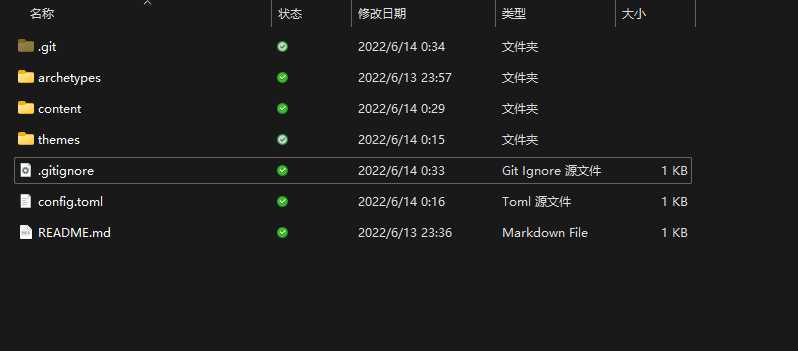 名称 状态 修改日期 类型 大小
.git 2022/6/14 0:34 文件夹
archetypes 2022/6/13 23:57 文件夹
content 2022/6/14 0:29 文件夹
themes 2022/6/14 0:15 文件夹
.gitignore 2022/6/14 0:33 Git Ignore 源文件 1 KB
config.toml 2022/6/14 0:16 Toml 源文件 1 KB
README.md 2022/6/13 23:36 Markdown File 1 KB